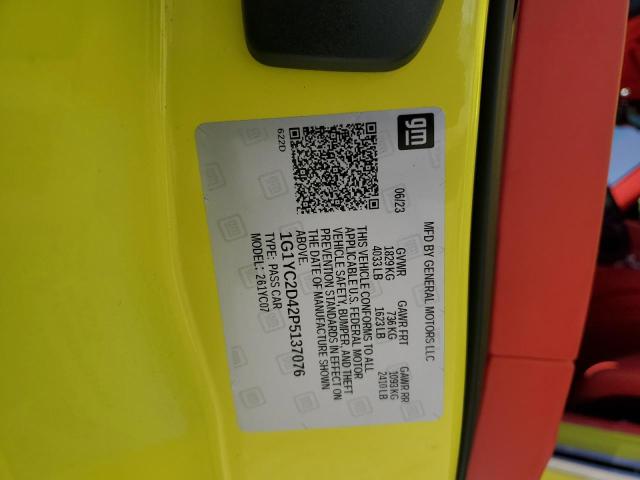 gm
MFD BY GENERAL MOTORS LLC
06/23 GVWR GAWR FRT GAWR RR
1829 KG 736 KG 1093 KG
4033 LB 1623 LB 2410 LB
THIS VEHICLE CONFORMS TO ALL
APPLICABLE U.S. FEDERAL MOTOR
VEHICLE SAFETY, BUMPER, AND THEFT
PREVENTION STANDARDS IN EFFECT ON
THE DATE OF MANUFACTURE SHOWN
ABOVE.
1G1YC2D42P5137076
TYPE: PASS CAR
MODEL: 261YC07
622D